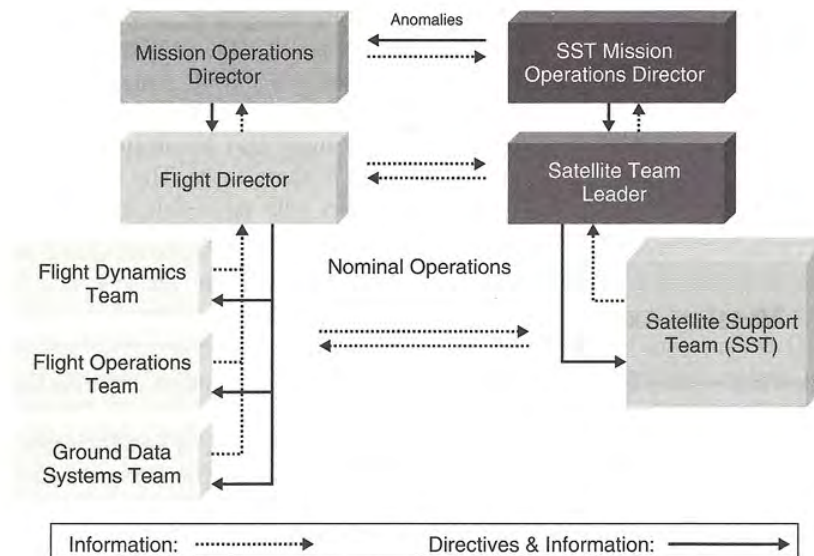 Anomalies
Mission Operations
Director
SST Mission
Operations Director
Flight Director
Satellite Team
Leader
Flight Dynamics
Team
Nominal Operations
Satellite Support
Team (SST)
Flight Operations
Team
Ground Data
Systems Team
Information:
Directives & Information: